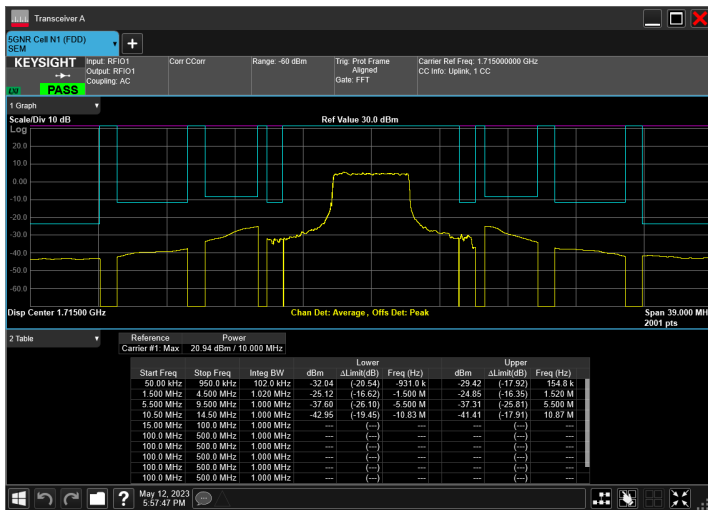 Transceiver A
5GNR Cell N1 (FDD)
SEM
KEYSIGHT
Input: RFIO1
Output: RFIO1
Coupling: AC
Corr CCorr
Range: -60 dBm
Trig: Prot Frame
Aligned
Gate: FFT
Carrier Ref Freq: 1.715000000 GHz
CC Info: Uplink, 1 CC
PASS
1 Graph
Scale/Div 10 dB
Ref Value 30.0 dBm
Log
20.0
10.0
0.00
-10.0
-20.0
-30.0
-40.0
-50.0
-60.0
Disp Center 1.71500 GHz
Chan Det: Average, Offs Det: Peak
Span 39.000 MH
2001 pts
2 Table
Reference Power
Carrier #1: Max 20.94 dBm / 10.000 MHz
Lower Upper
Start Freq Stop Freq Integ BW dBm ΔLimit(dB) Freq (Hz) dBm ΔLimit(dB) Freq (Hz)
50.00 kHz 950.0 kHz 102.0 kHz -32.04 (-20.54) -931.0 k -29.42 (-17.92) 154.8 k
1.500 MHz 4.500 MHz 1.020 MHz -25.12 (-16.62) -1.500 M -24.85 (-16.35) 1.520 M
5.500 MHz 9.500 MHz 1.000 MHz -37.60 (-26.10) -5.500 M -37.31 (-25.81) 5.500 M
10.50 MHz 14.50 MHz 1.000 MHz -42.95 (-19.45) -10.83 M -41.41 (-17.91) 10.87 M
15.00 MHz 100.0 MHz 1.000 MHz --- (---) --- --- (---) ---
100.0 MHz 500.0 MHz 1.000 MHz --- (---) --- --- (---) ---
100.0 MHz 500.0 MHz 1.000 MHz --- (---) --- --- (---) ---
100.0 MHz 500.0 MHz 1.000 MHz --- (---) --- --- (---) ---
100.0 MHz 500.0 MHz 1.000 MHz --- (---) --- --- (---) ---
100.0 MHz 500.0 MHz 1.000 MHz --- (---) --- --- (---) ---
May 12, 2023
5:57:47 PM